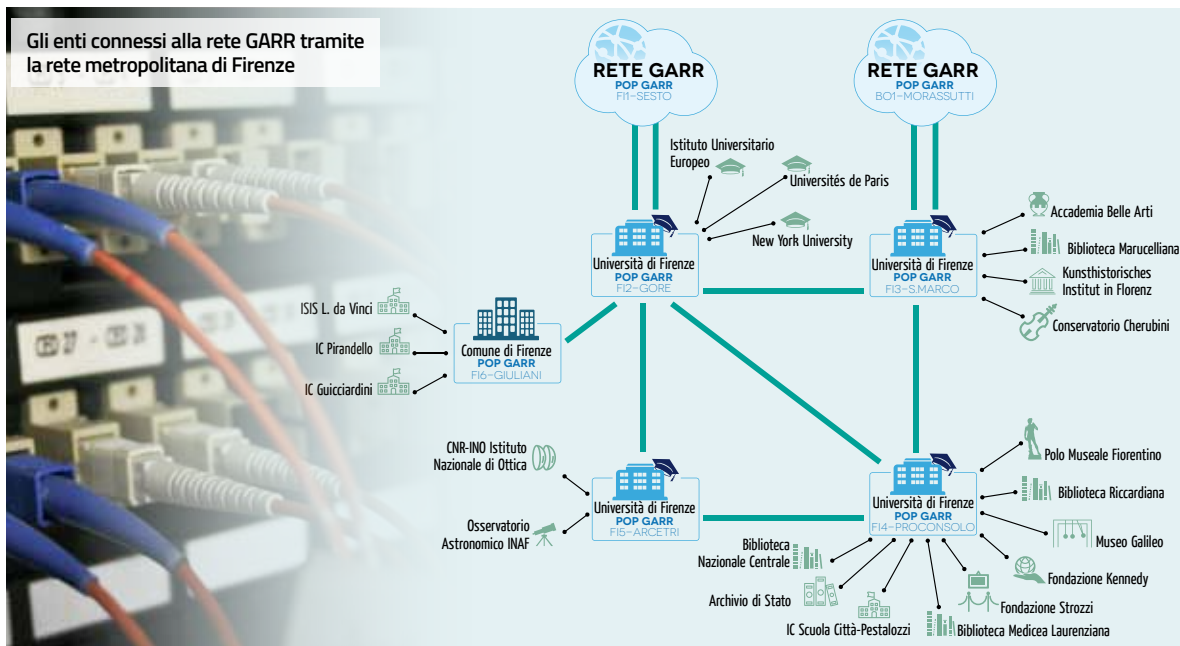 Gli enti connessi alla rete GARR tramite
la rete metropolitana di Firenze
RETE GARR
POP GARR
FI1-SESTO
RETE GARR
POP GARR
BO1-MORASSUTTI
Istituto Universitario
Europeo
Universités de Paris
New York University
Università di Firenze
POP GARR
FI2-GORE
Università di Firenze
POP GARR
FI3-S.MARCO
Accademia Belle Arti
Biblioteca Marucelliana
Kunsthistorisches
Institut in Florenz
Conservatorio Cherubini
ISIS L. da Vinci
IC Pirandello
IC Guicciardini
Comune di Firenze
POP GARR
FI6-GIULIANI
CNR-INO Istituto
Nazionale di Ottica
Osservatorio
Astronomico INAF
Università di Firenze
POP GARR
FI5-ARCETRI
Università di Firenze
POP GARR
FI4-PROCONSOLO
Polo Museale Fiorentino
Biblioteca Riccardiana
Museo Galileo
Fondazione Kennedy
Fondazione Strozzi
Biblioteca Medicea Laurenziana
IC Scuola Città-Pestalozzi
Archivio di Stato
Biblioteca
Nazionale Centrale